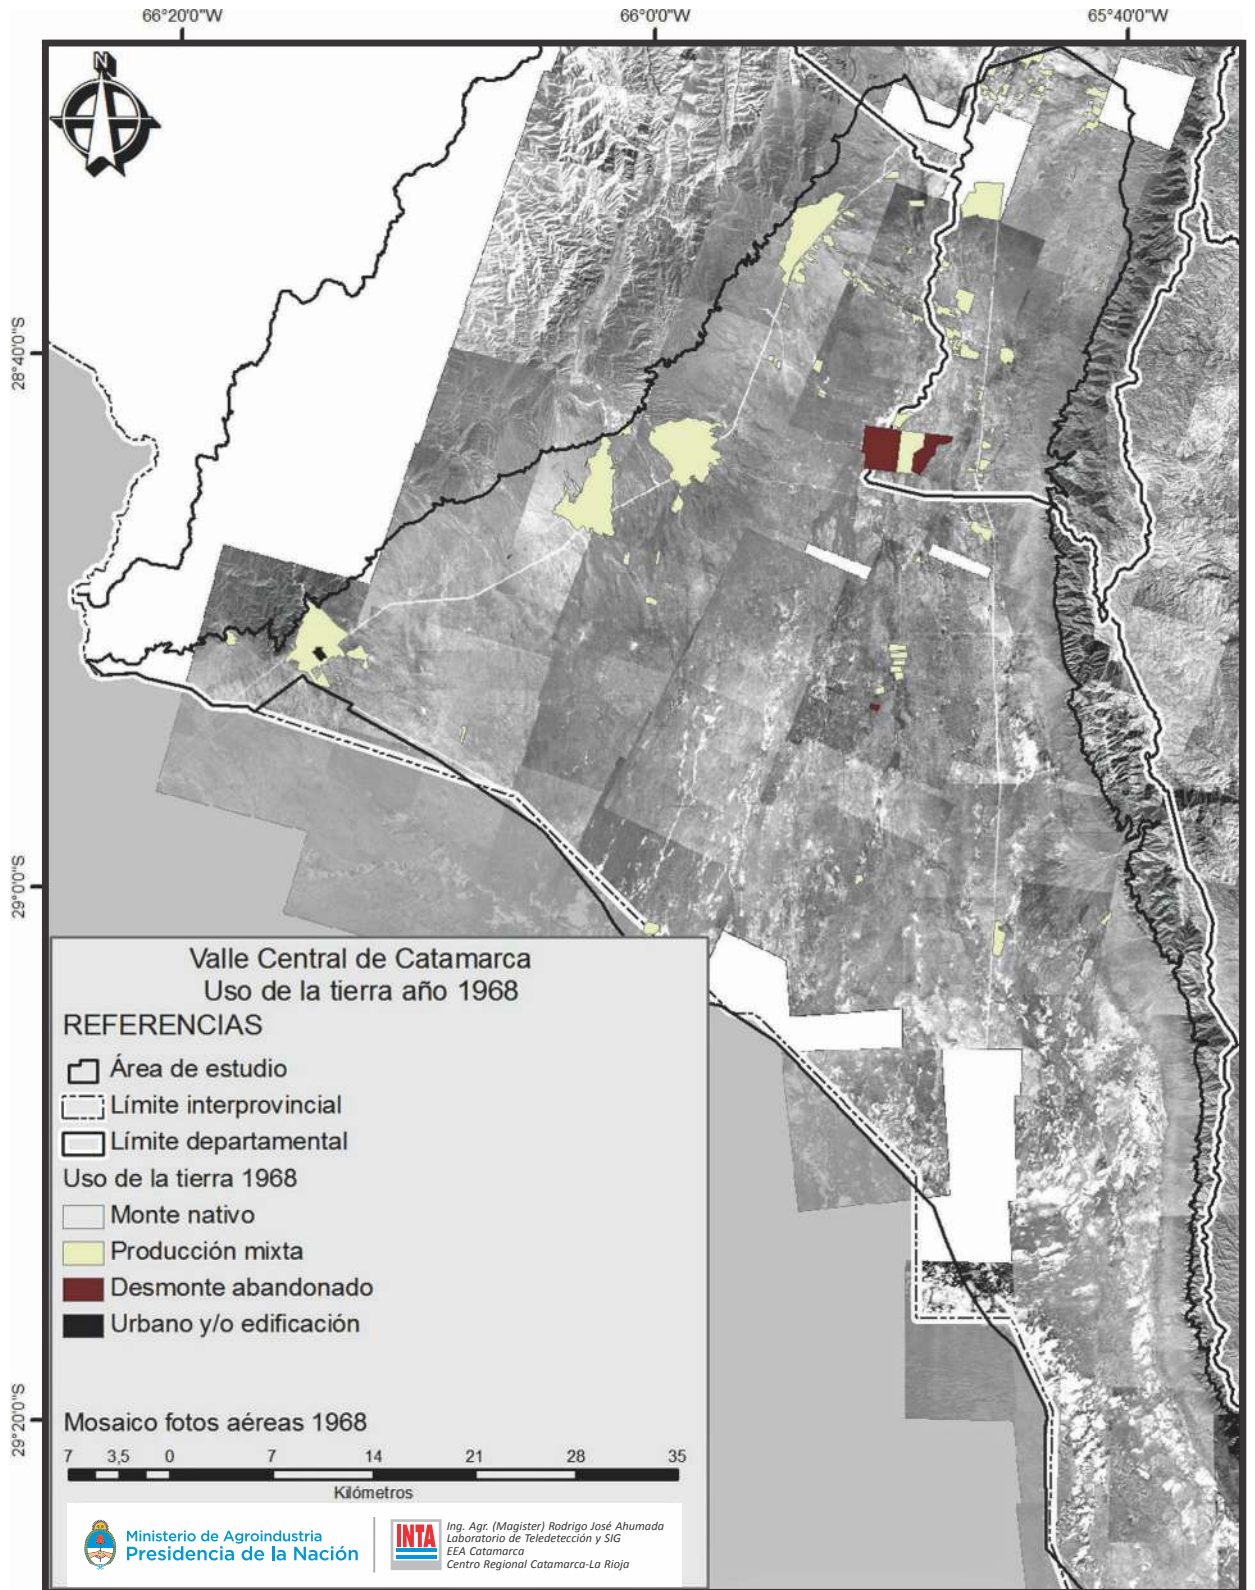 66°20'0"W
66°0'0"W
65°40'0"W
N
28°40'0"S
29°0'0"S
29°20'0"S
Valle Central de Catamarca
Uso de la tierra año 1968
REFERENCIAS
Área de estudio
Límite interprovincial
Límite departamental
Uso de la tierra 1968
Monte nativo
Producción mixta
Desmonte abandonado
Urbano y/o edificación
Mosaico fotos aéreas 1968
7 3,5 0 7 14 21 28 35
Kilómetros
Ministerio de Agroindustria
Presidencia de la Nación
INTA
Ing. Agr. (Magister) Rodrigo José Ahumada
Laboratorio de Teledetección y SIG
EEA Catamarca
Centro Regional Catamarca-La Rioja